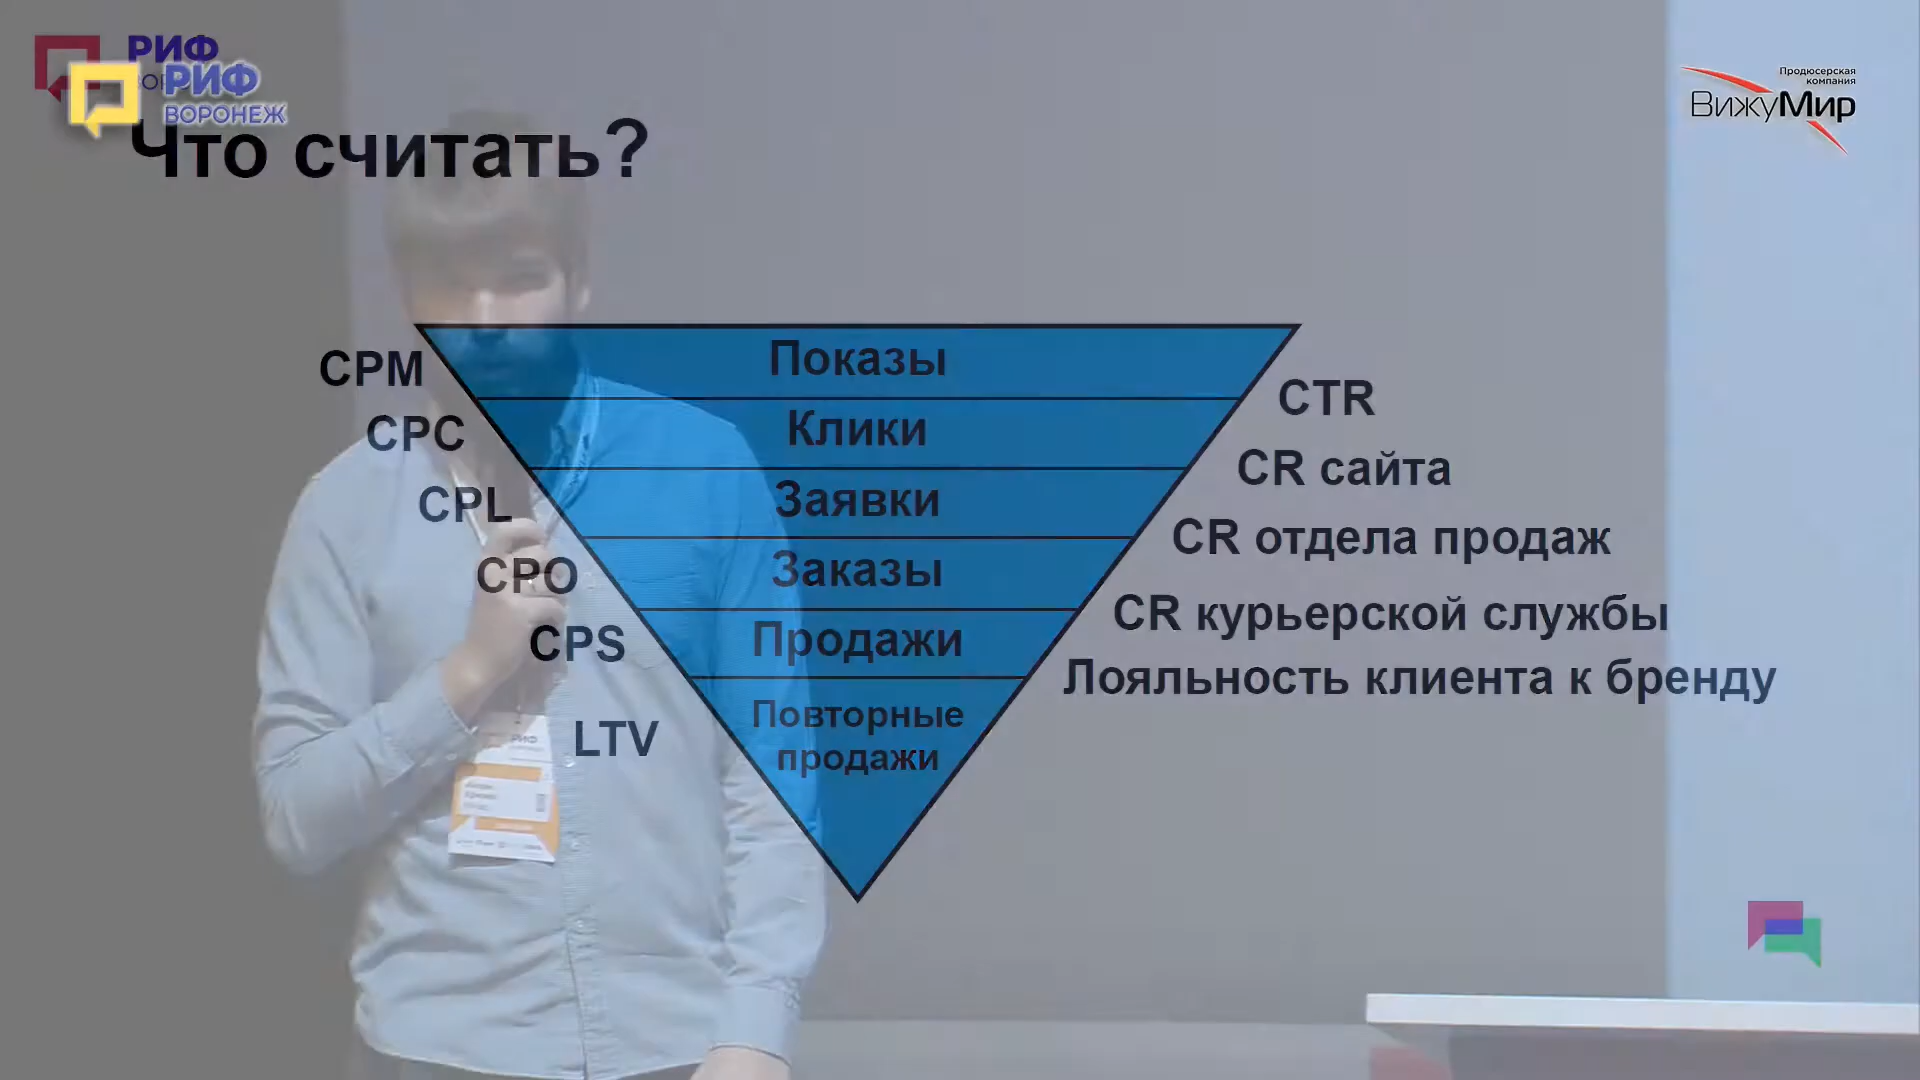 РИФ
РИФ
ВОРОНЕЖ
Продюсерская
компания
ВижуМир
Что считать?
Показы
CPM
CTR
Клики
CPC
CR сайта
Заявки
CPL
CR отдела продаж
Заказы
CPO
CR курьерской службы
Продажи
CPS
Лояльность клиента к бренду
Повторные
продажи
LTV
РИФ